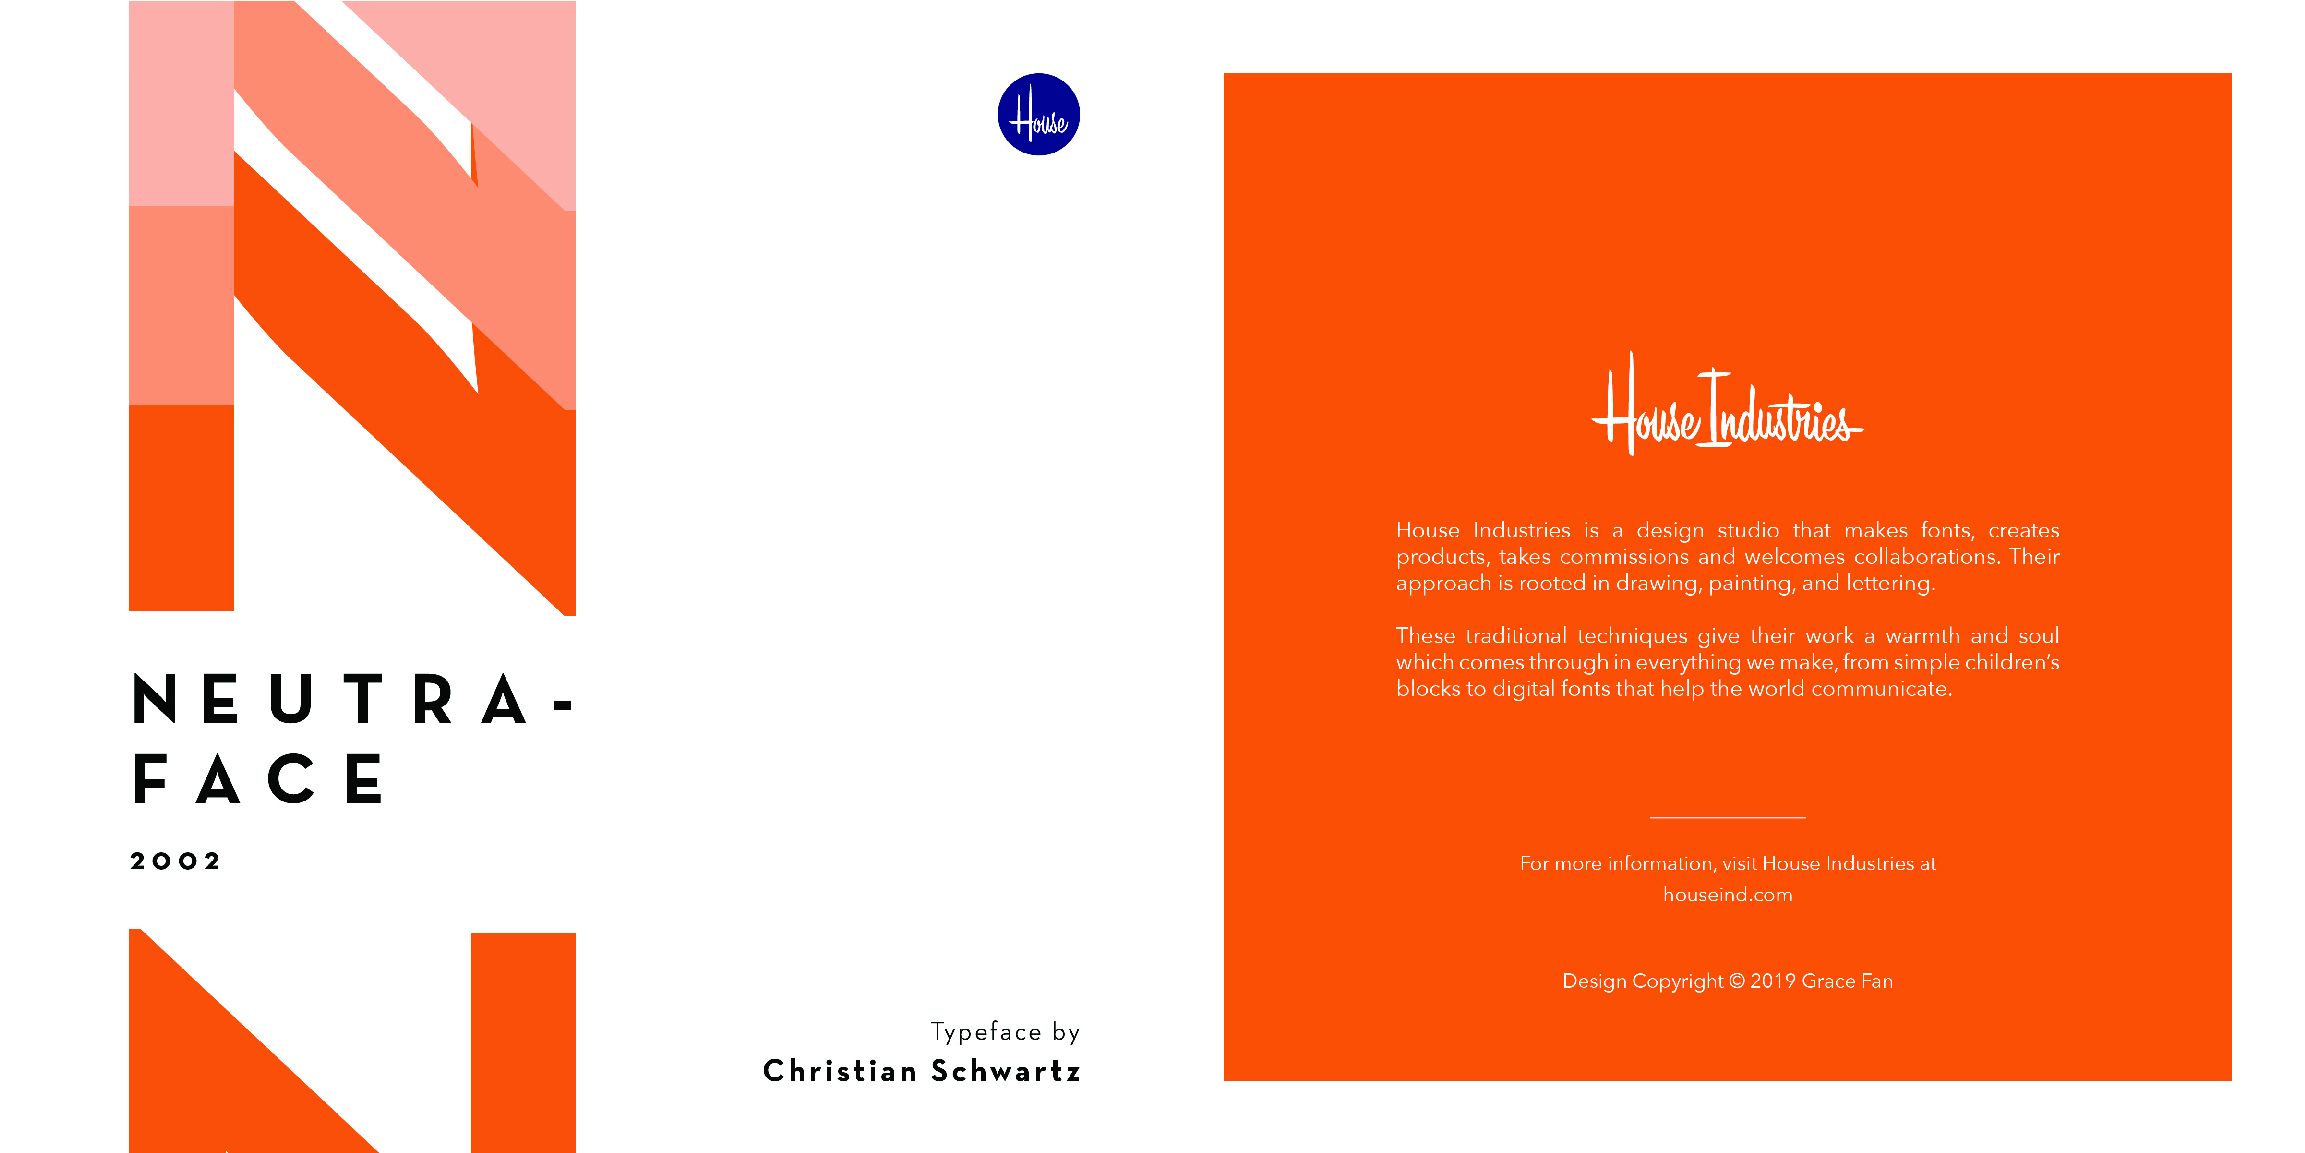 House
NEUTRA-
FACE
2002
Typeface by
Christian Schwartz
House Industries
House Industries is a design studio that makes fonts, creates
products, takes commissions and welcomes collaborations. Their
approach is rooted in drawing, painting, and lettering.
These traditional techniques give their work a warmth and soul
which comes through in everything we make, from simple children’s
blocks to digital fonts that help the world communicate.
For more information, visit House Industries at
houseind.com
Design Copyright © 2019 Grace Fan